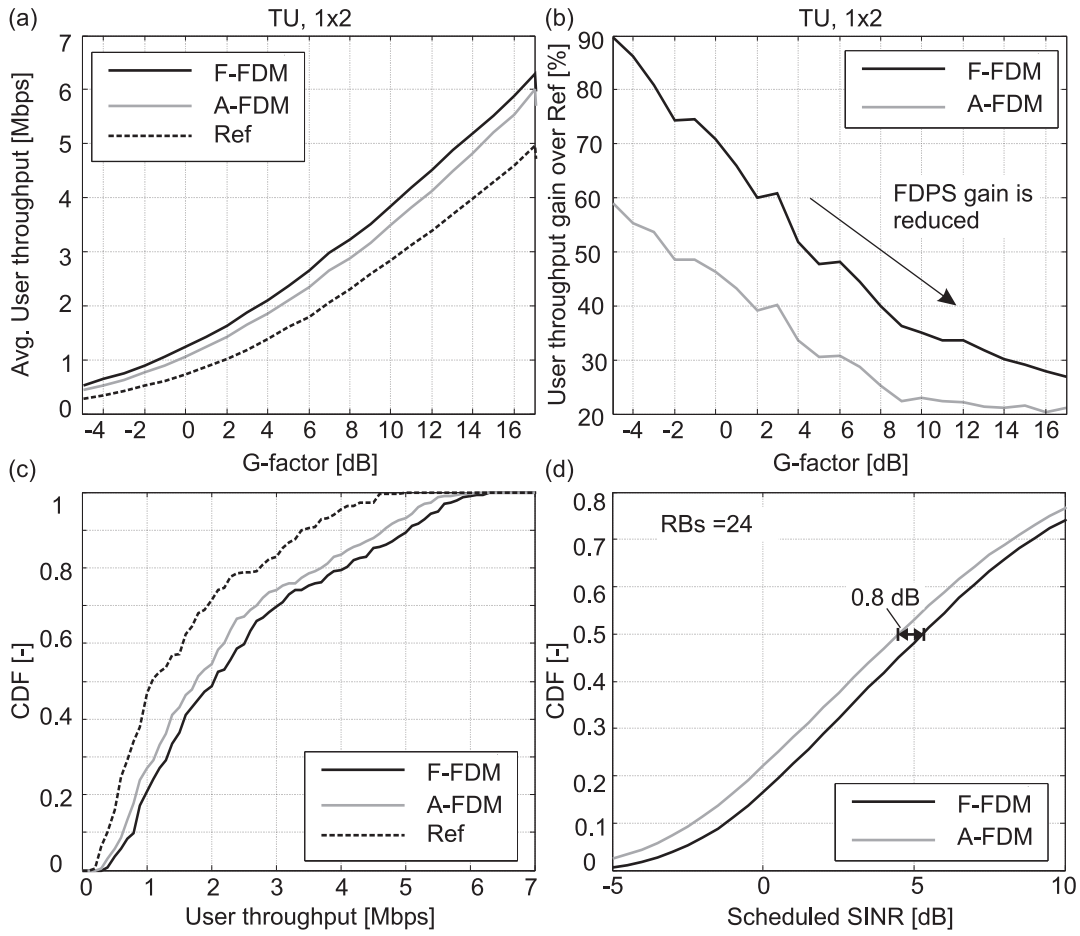 (a)
TU, 1x2
7
6
5
4
3
2
1
0
Avg. User throughput [Mbps]
F-FDM
A-FDM
Ref
-4 -2 0 2 4 6 8 10 12 14 16
G-factor [dB]
(b)
TU, 1x2
90
80
70
60
50
40
30
20
User throughput gain over Ref [%]
F-FDM
A-FDM
FDPS gain is
reduced
-4 -2 0 2 4 6 8 10 12 14 16
G-factor [dB]
(c)
1
0.8
0.6
0.4
0.2
0
CDF [-]
F-FDM
A-FDM
Ref
0 1 2 3 4 5 6 7
User throughput [Mbps]
(d)
0.8
0.7
0.6
0.5
0.4
0.3
0.2
0.1
0
CDF [-]
RBs =24
0.8 dB
F-FDM
A-FDM
-5 0 5 10
Scheduled SINR [dB]